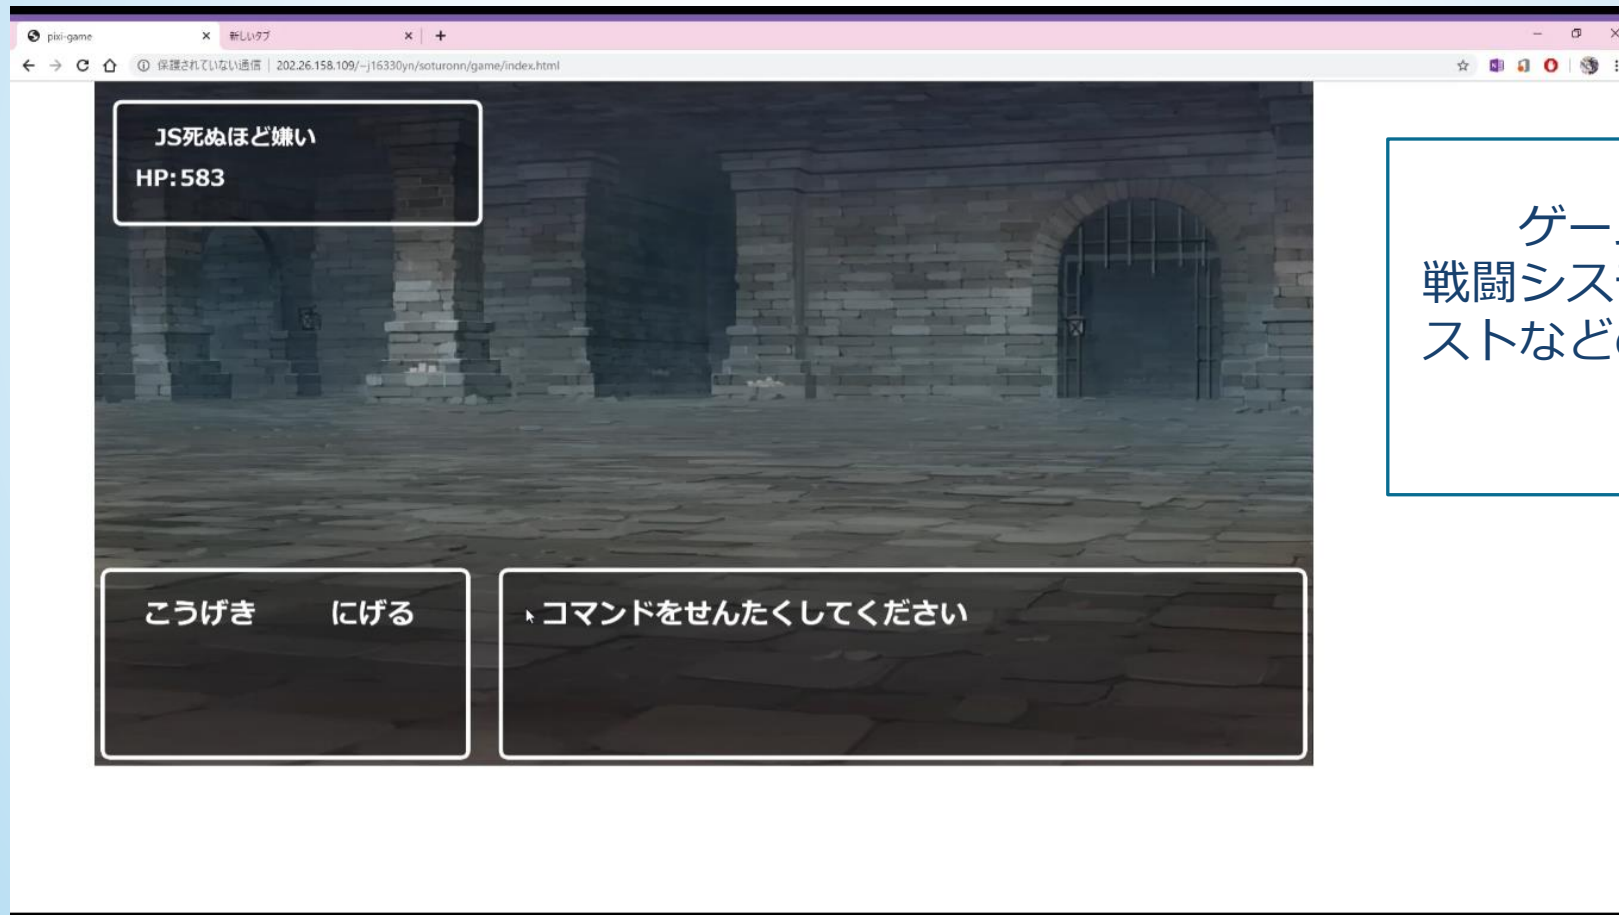 pixi-game
新しいタブ
保護されていない通信 | 202.26.158.109/~j16330yn/soturonn/game/index.html
JS死ぬほど嫌い
HP:583
ゲー
戦闘シス
ストなど
こうげき にげる
コマンドをせんたくしてください